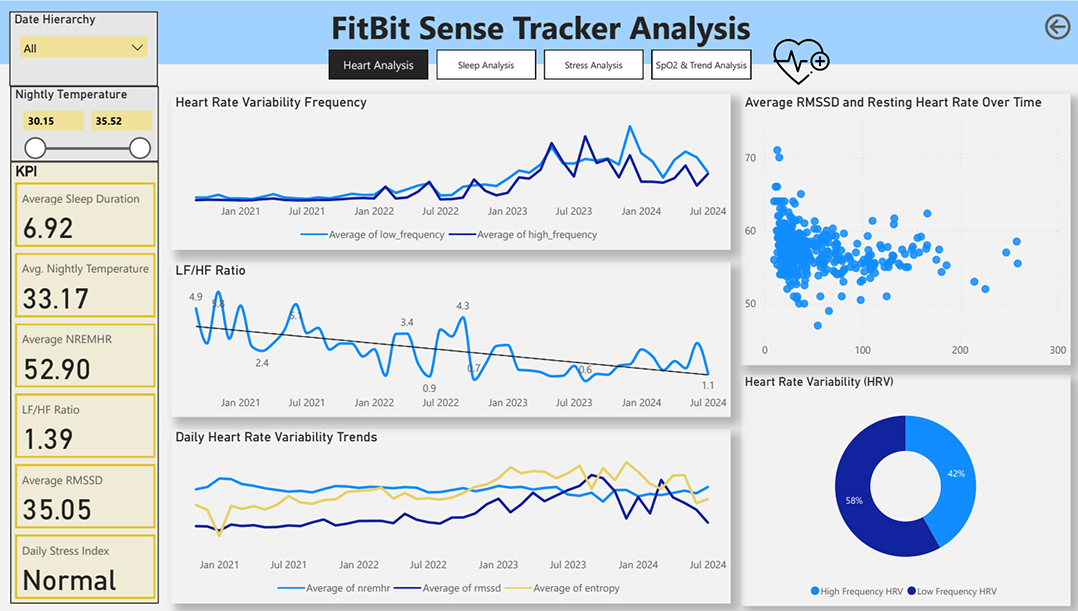 Date Hierarchy
All
FitBit Sense Tracker Analysis
Heart Analysis
Sleep Analysis
Stress Analysis
SpO2 & Trend Analysis
Nightly Temperature
30.15
35.52
KPI
Average Sleep Duration
6.92
Avg. Nightly Temperature
33.17
Average NREMHR
52.90
LF/HF Ratio
1.39
Average RMSSD
35.05
Daily Stress Index
Normal
Heart Rate Variability Frequency
Jan 2021 Jul 2021 Jan 2022 Jul 2022 Jan 2023 Jul 2023 Jan 2024 Jul 2024
Average of low_frequency Average of high_frequency
LF/HF Ratio
4.9 5.8 2.4 5.1 3.4 0.9 4.3 0.7 0.6 1.1
Jan 2021 Jul 2021 Jan 2022 Jul 2022 Jan 2023 Jul 2023 Jan 2024 Jul 2024
Daily Heart Rate Variability Trends
Jan 2021 Jul 2021 Jan 2022 Jul 2022 Jan 2023 Jul 2023 Jan 2024 Jul 2024
Average of nremhr Average of rmssd Average of entropy
Average RMSSD and Resting Heart Rate Over Time
70
60
50
0 100 200 300
Heart Rate Variability (HRV)
42%
58%
High Frequency HRV Low Frequency HRV